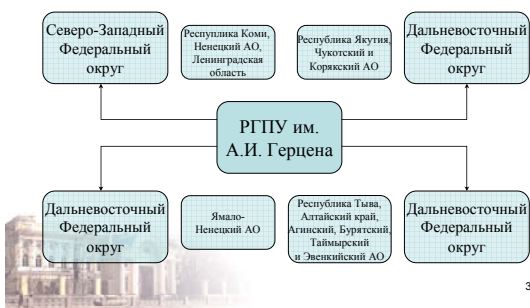 Северо-Западный
Федеральный
округ
Респуплика Коми,
Ненецкий АО,
Ленинградская
область
Республика Якутия,
Чукотский и
Корякский АО
Дальневосточный
Федеральный
округ
РГПУ им.
А.И. Герцена
Дальневосточный
Федеральный
округ
Ямало-
Ненецкий АО
Республика Тыва,
Алтайский край,
Агинский, Бурятский,
Таймырский
и Эвенкийский АО
Дальневосточный
Федеральный
округ
3